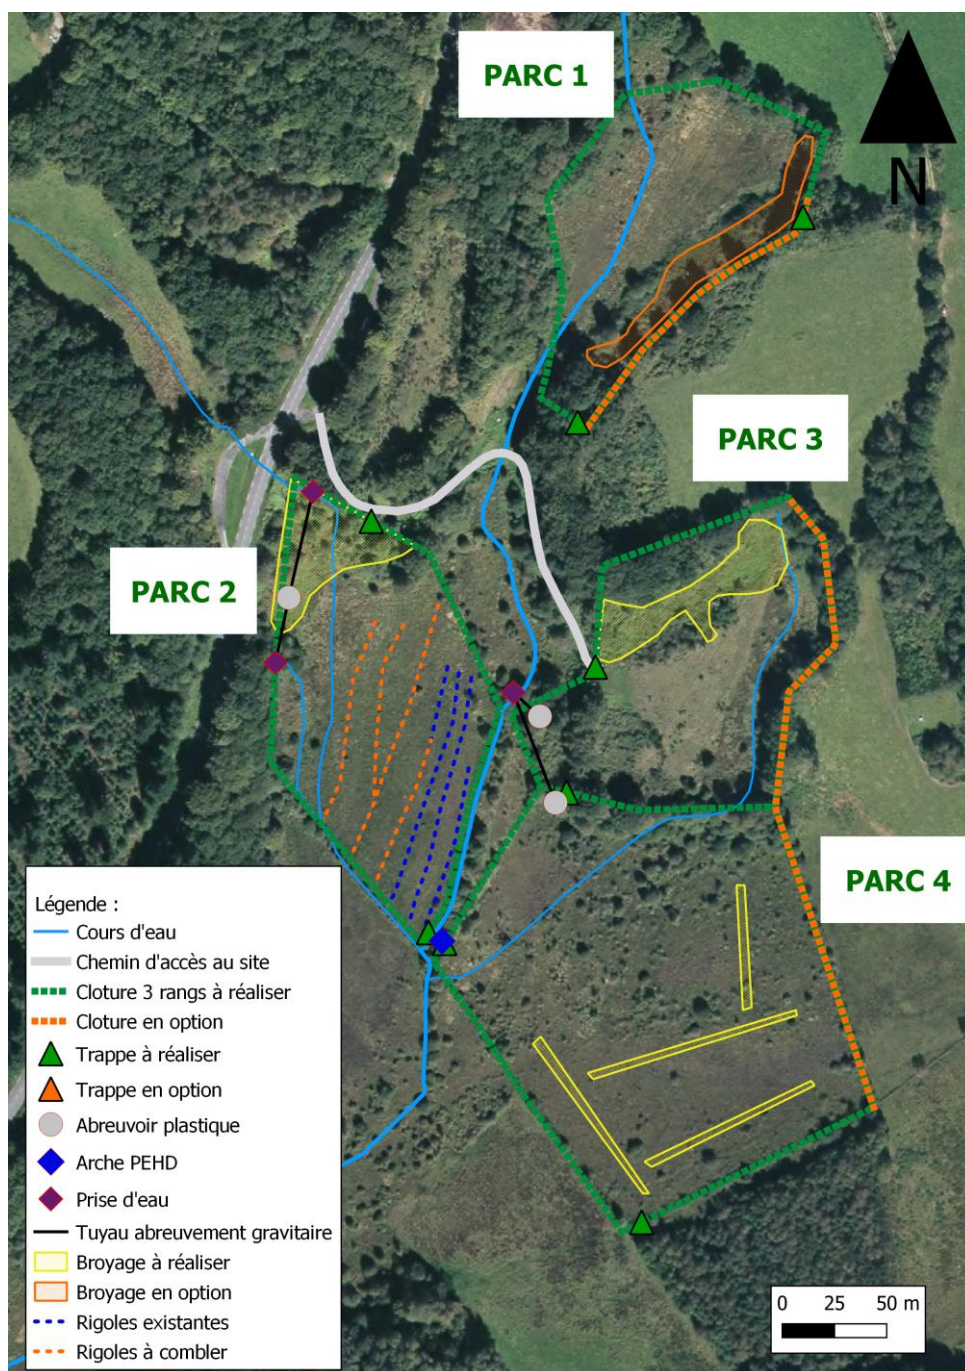 PARC 1
N
PARC 3
PARC 2
PARC 4
Légende :
Cours d'eau
Chemin d'accès au site
Cloture 3 rangs à réaliser
Cloture en option
Trappe à réaliser
Trappe en option
Abreuvoir plastique
Arche PEHD
Prise d'eau
Tuyau abreuvement gravitaire
Broyage à réaliser
Broyage en option
Rigoles existantes
Rigoles à combler
0 25 50 m